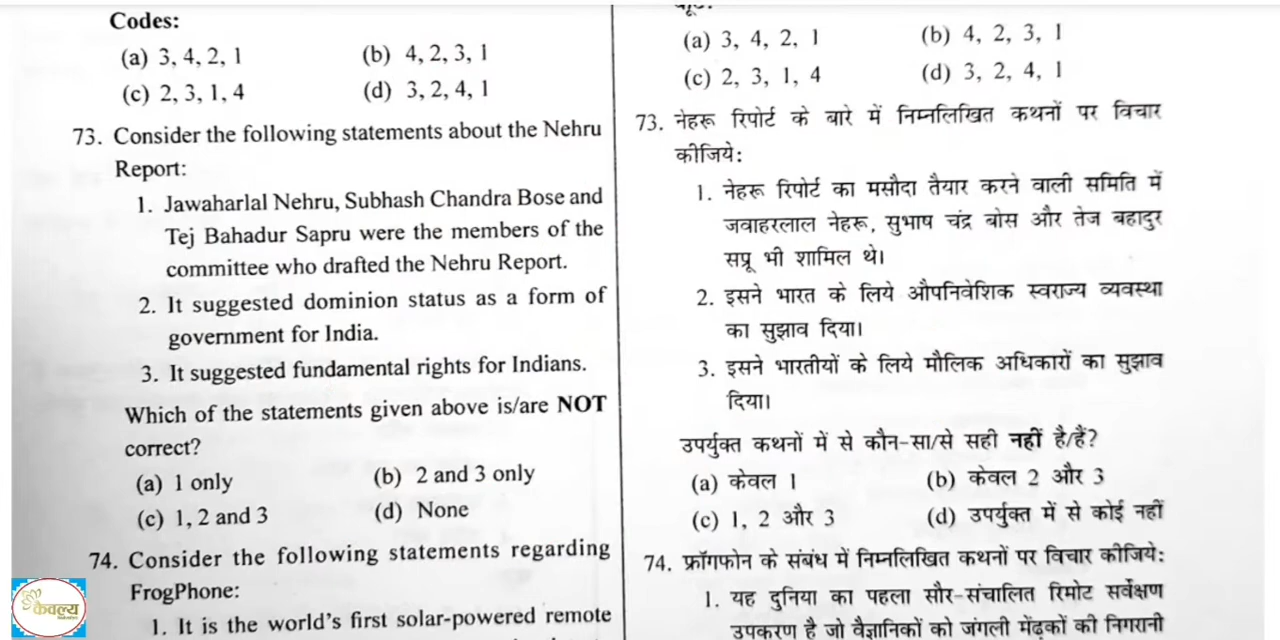 Codes:
(a) 3, 4, 2, 1 (b) 4, 2, 3, 1
(c) 2, 3, 1, 4 (d) 3, 2, 4, 1
73. Consider the following statements about the Nehru
Report:
1. Jawaharlal Nehru, Subhash Chandra Bose and
Tej Bahadur Sapru were the members of the
committee who drafted the Nehru Report.
2. It suggested dominion status as a form of
government for India.
3. It suggested fundamental rights for Indians.
Which of the statements given above is/are NOT
correct?
(a) 1 only (b) 2 and 3 only
(c) 1, 2 and 3 (d) None
74. Consider the following statements regarding
FrogPhone:
1. It is the world's first solar-powered remote
(a) 3, 4, 2, 1 (b) 4, 2, 3, 1
(c) 2, 3, 1, 4 (d) 3, 2, 4, 1
73. नेहरू रिपोर्ट के बारे में निम्नलिखित कथनों पर विचार
कीजिये:
1. नेहरू रिपोर्ट का मसौदा तैयार करने वाली समिति में
जवाहरलाल नेहरू, सुभाष चंद्र बोस और तेज बहादुर
सप्रू भी शामिल थे।
2. इसने भारत के लिये औपनिवेशिक स्वराज्य व्यवस्था
का सुझाव दिया।
3. इसने भारतीयों के लिये मौलिक अधिकारों का सुझाव
दिया।
उपर्युक्त कथनों में से कौन-सा/से सही नहीं है/हैं?
(a) केवल 1 (b) केवल 2 और 3
(c) 1, 2 और 3 (d) उपर्युक्त में से कोई नहीं
74. फ्रॉगफोन के संबंध में निम्नलिखित कथनों पर विचार कीजिये:
1. यह दुनिया का पहला सौर-संचालित रिमोट सर्वेक्षण
उपकरण है जो वैज्ञानिकों को जंगली मेंढ़कों की निगरानी
कैवल्य